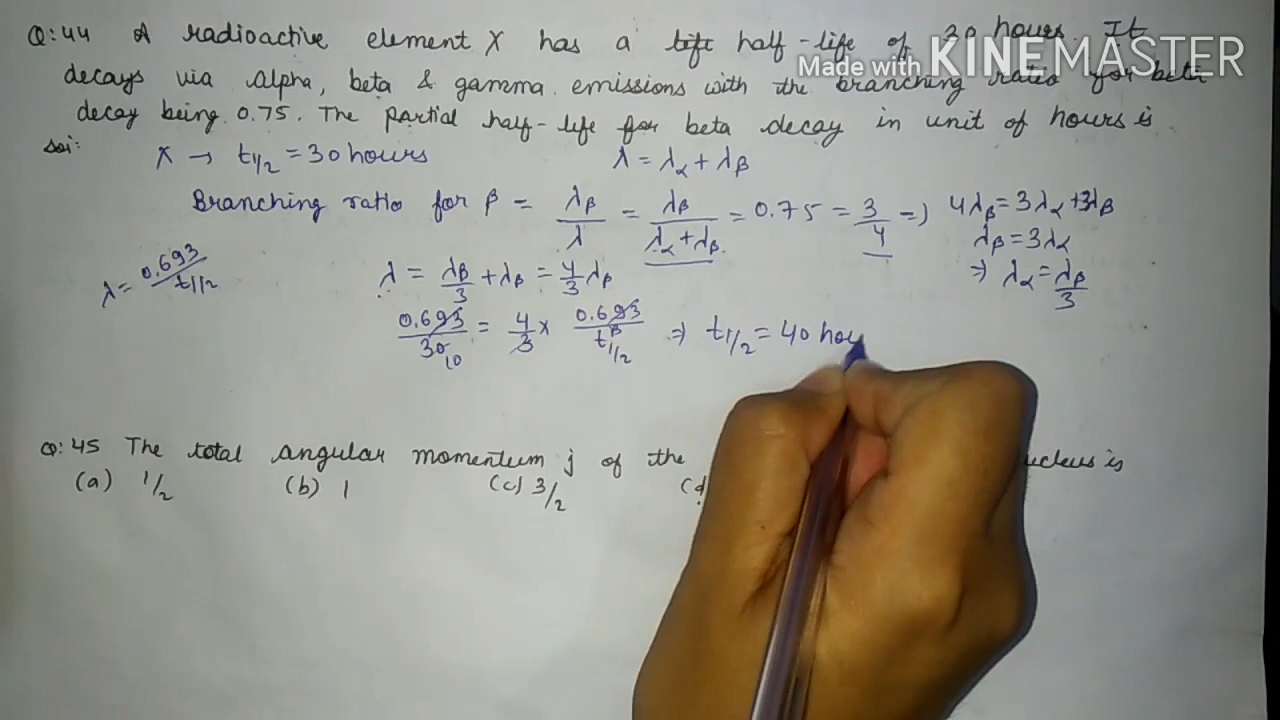 Q:44 A radioactive element X has a half-life of 30 hours. It
Made with KINEMASTER
decays via alpha, beta & gamma emissions with the branching ratio for beta
decay being 0.75. The partial half-life for beta decay in unit of hours is
Sol:
X → t1/2 = 30 hours λ = λα + λβ
Branching ratio for β = λβ/λ = λβ/(λα + λβ) = 0.75 = 3/4 =) 4λβ = 3λα + 3λβ
λβ = 3λα
⇒ λα = λβ/3
λ = 0.693/t1/2
λ = λβ/3 + λβ = 4/3 λβ
0.693/30 10 = 4/3 × 0.693/t1/2^β ⇒ t1/2 = 40 hou
Q:45 The total angular momentum j of the ucleus is
(a) 1/2 (b) 1 (c) 3/2 (d